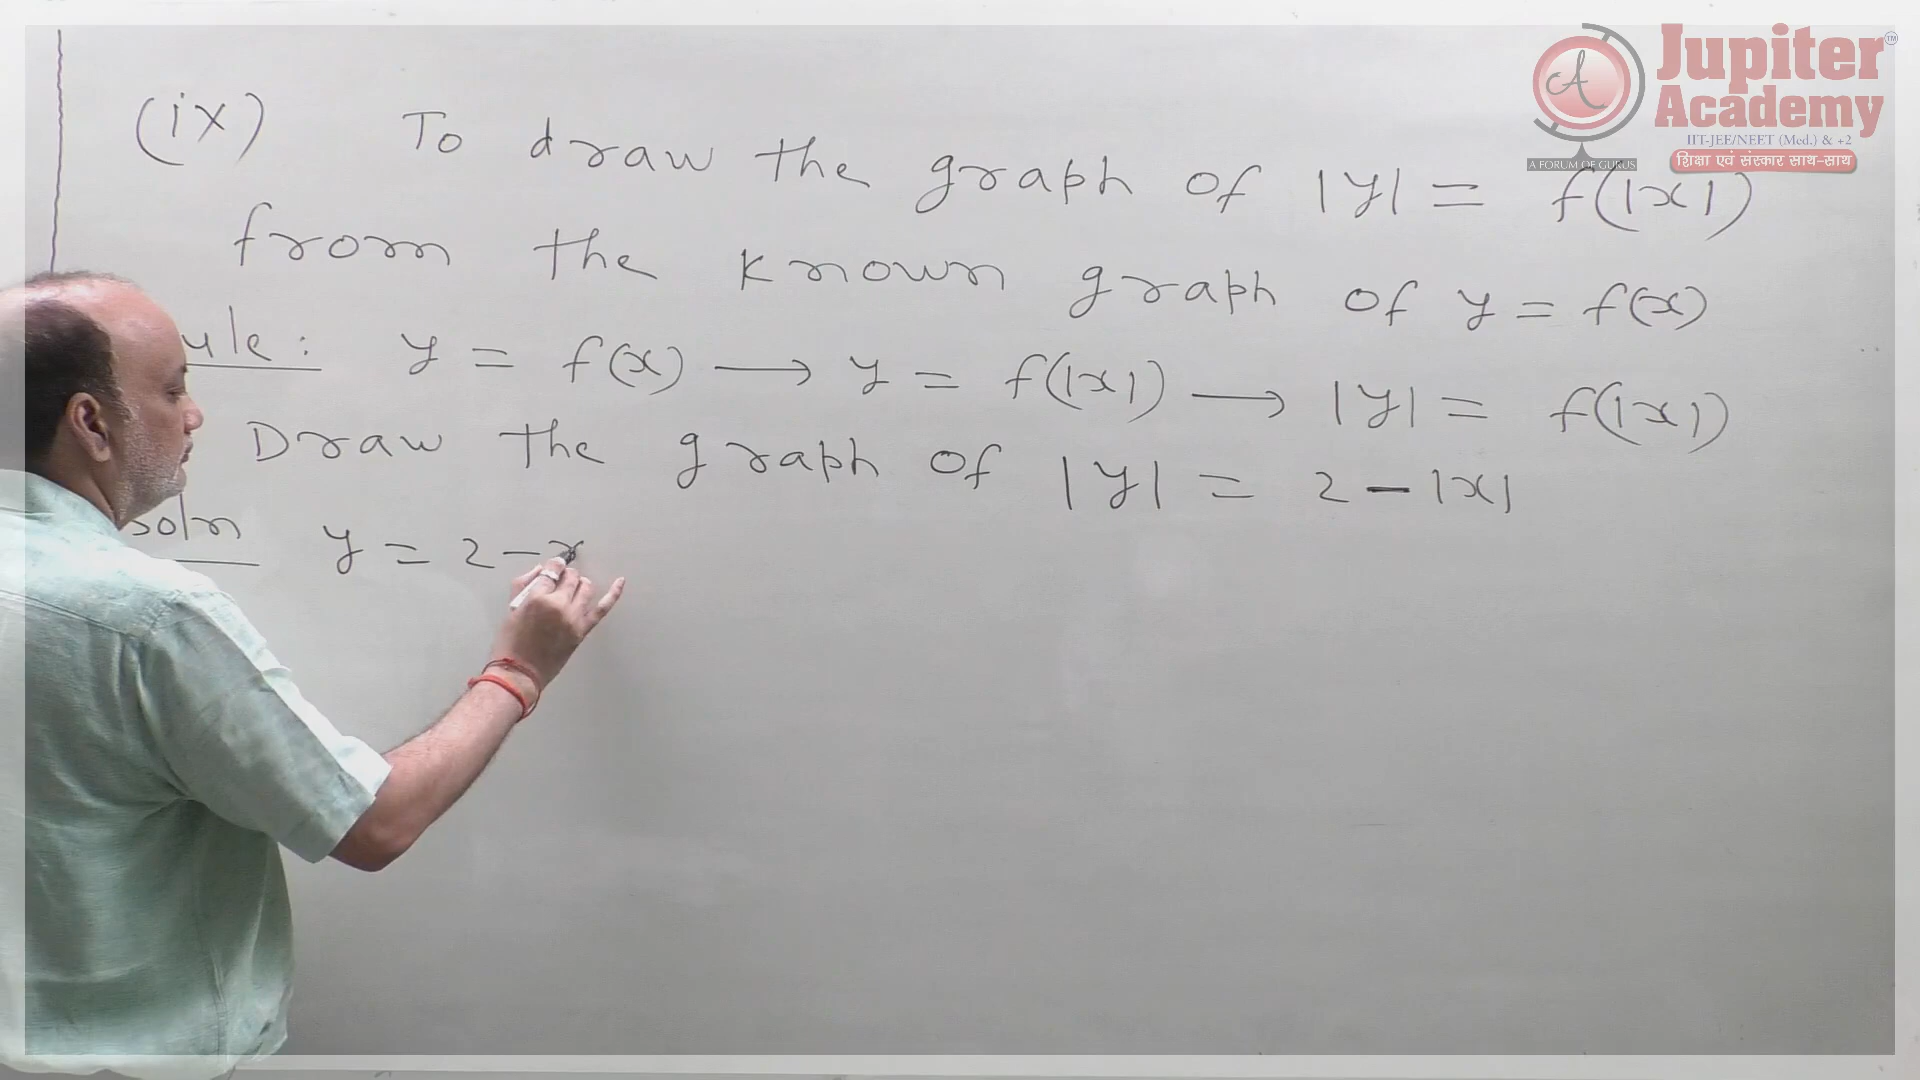 Jupiter
Academy
IIT-JEE/NEET (Med.) & +2
A FORUM OF GURUS
शिक्षा एवं संस्कार साथ-साथ
(ix) To draw the graph of |y| = f(|x|)
from the known graph of y = f(x)
ule: y = f(x) ⟶ y = f(|x|) ⟶ |y| = f(|x|)
Draw the graph of |y| = 2 - |x|
soln y = 2 - x